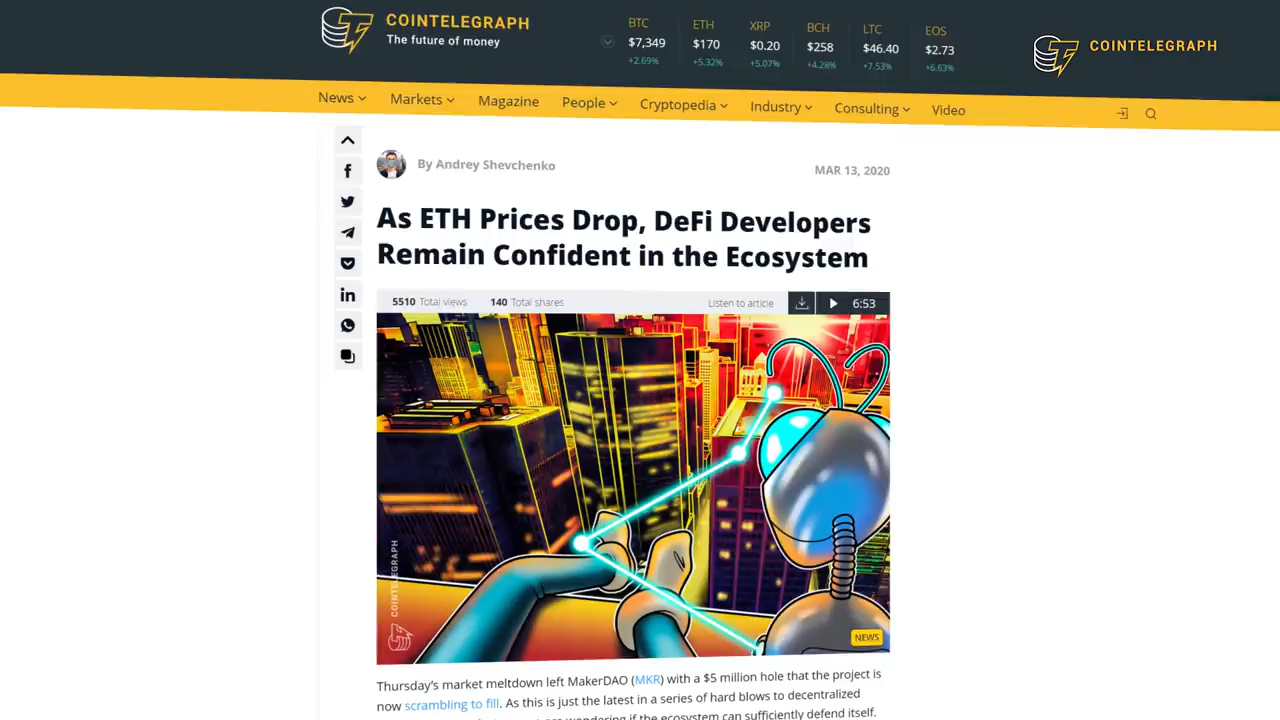 COINTELEGRAPH
The future of money
BTC
$7,349
+2.69%
ETH
$170
+5.32%
XRP
$0.20
+5.07%
BCH
$258
+4.28%
LTC
$46.40
+7.53%
EOS
$2.73
+6.63%
COINTELEGRAPH
News Markets Magazine People Cryptopedia Industry Consulting Video
By Andrey Shevchenko
MAR 13, 2020
As ETH Prices Drop, DeFi Developers
Remain Confident in the Ecosystem
5510 Total views 140 Total shares Listen to article 6:53
COINTELEGRAPH
NEWS
Thursday's market meltdown left MakerDAO (MKR) with a $5 million hole that the project is
now scrambling to fill. As this is just the latest in a series of hard blows to decentralized
wondering if the ecosystem can sufficiently defend itself.